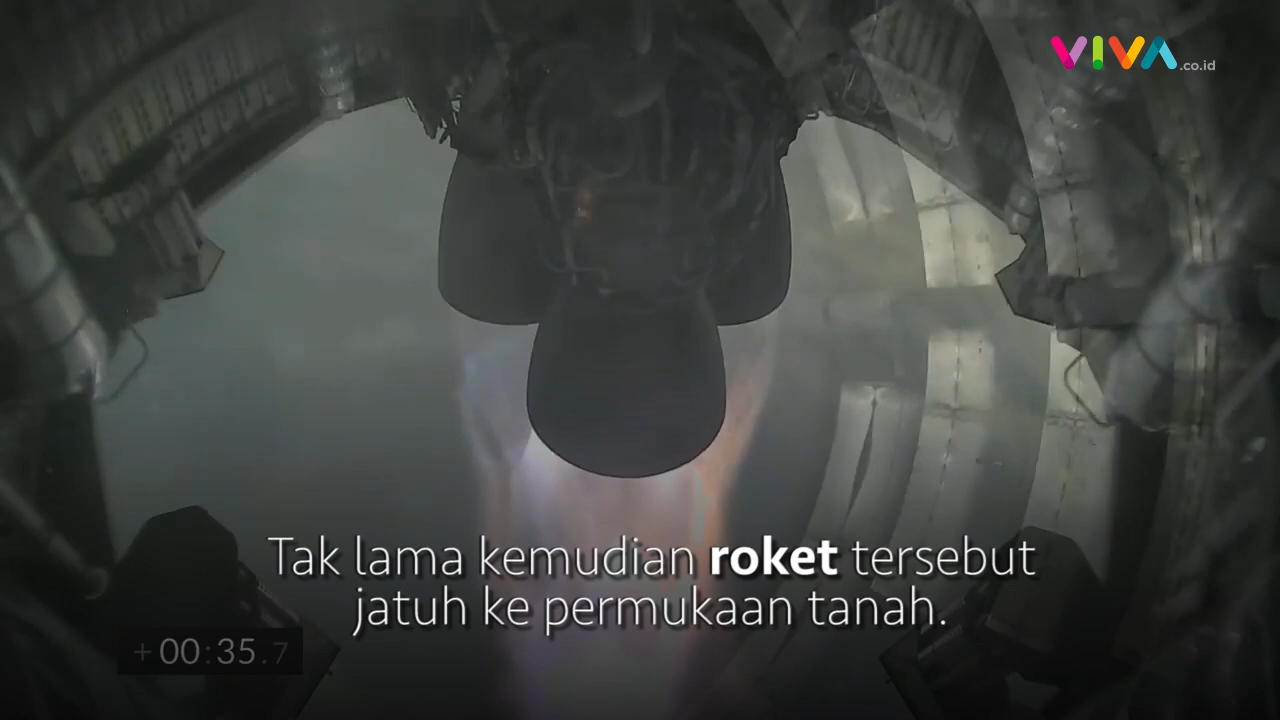 VIVA.co.id
Tak lama kemudian roket tersebut
jatuh ke permukaan tanah.
+00:35.7